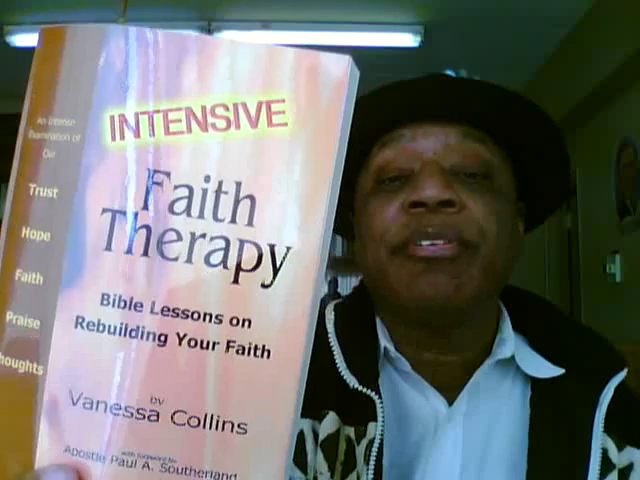 INTENSIVE
Faith
Therapy
Bible Lessons on
Rebuilding Your Faith
by
Vanessa Collins
with foreword by
Apostle Paul A. Southerland
An Intense
Examination of
Our
Trust
Hope
Faith
Praise
Thoughts